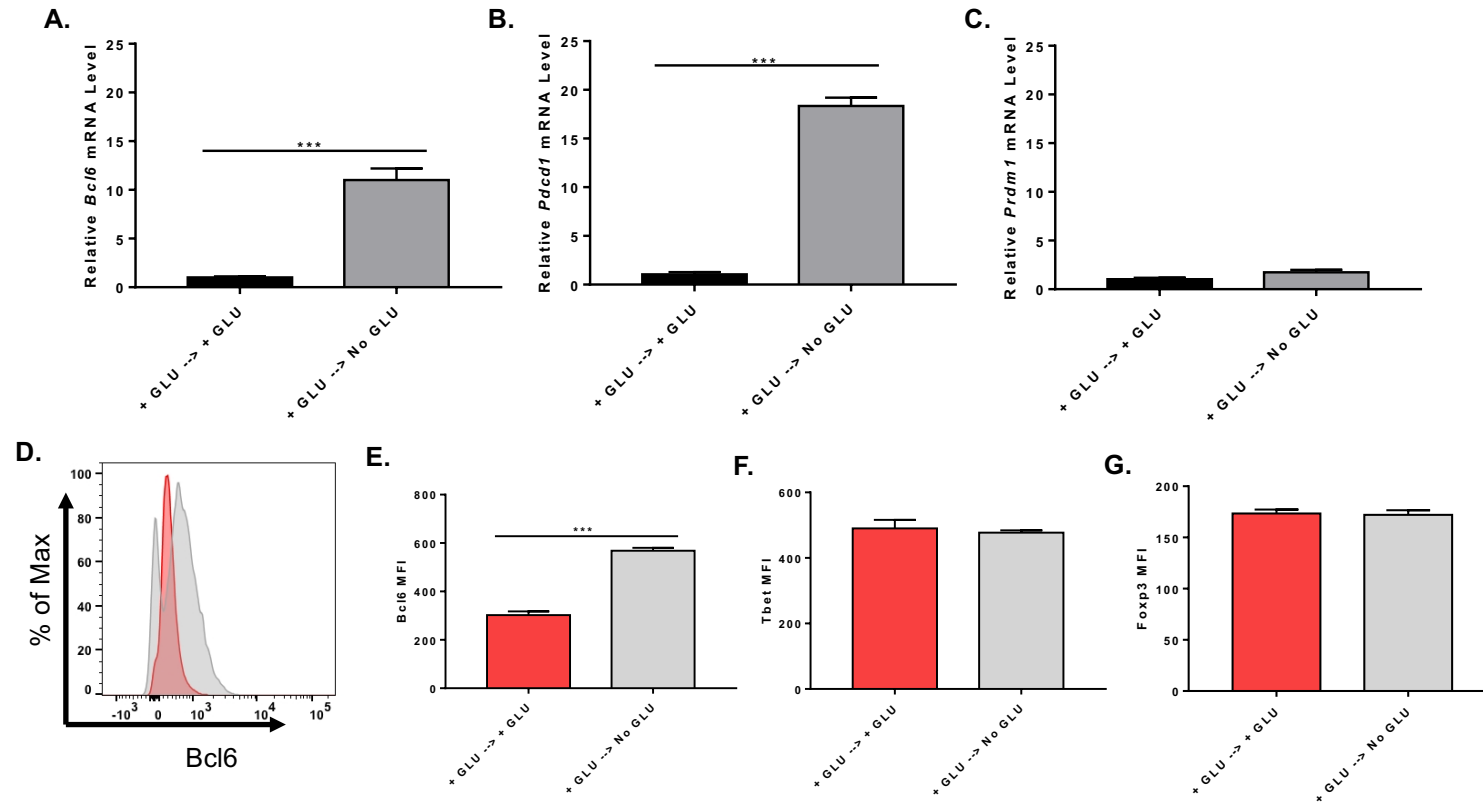 A.
Relative Bcl6 mRNA Level
25
20
15
10
5
0
***
+ GLU --> + GLU
+ GLU --> No GLU
B.
Relative Pdcd1 mRNA Level
25
20
15
10
5
0
***
+ GLU --> + GLU
+ GLU --> No GLU
C.
Relative Prdm1 mRNA Level
25
20
15
10
5
0
+ GLU --> + GLU
+ GLU --> No GLU
D.
% of Max
100
80
60
40
20
0
-10³ 0 10³ 10⁴ 10⁵
Bcl6
E.
Bcl6 MFI
800
600
400
200
0
***
+ GLU --> + GLU
+ GLU --> No GLU
F.
Tbet MFI
600
400
200
0
+ GLU --> + GLU
+ GLU --> No GLU
G.
Foxp3 MFI
200
150
100
50
0
+ GLU --> + GLU
+ GLU --> No GLU